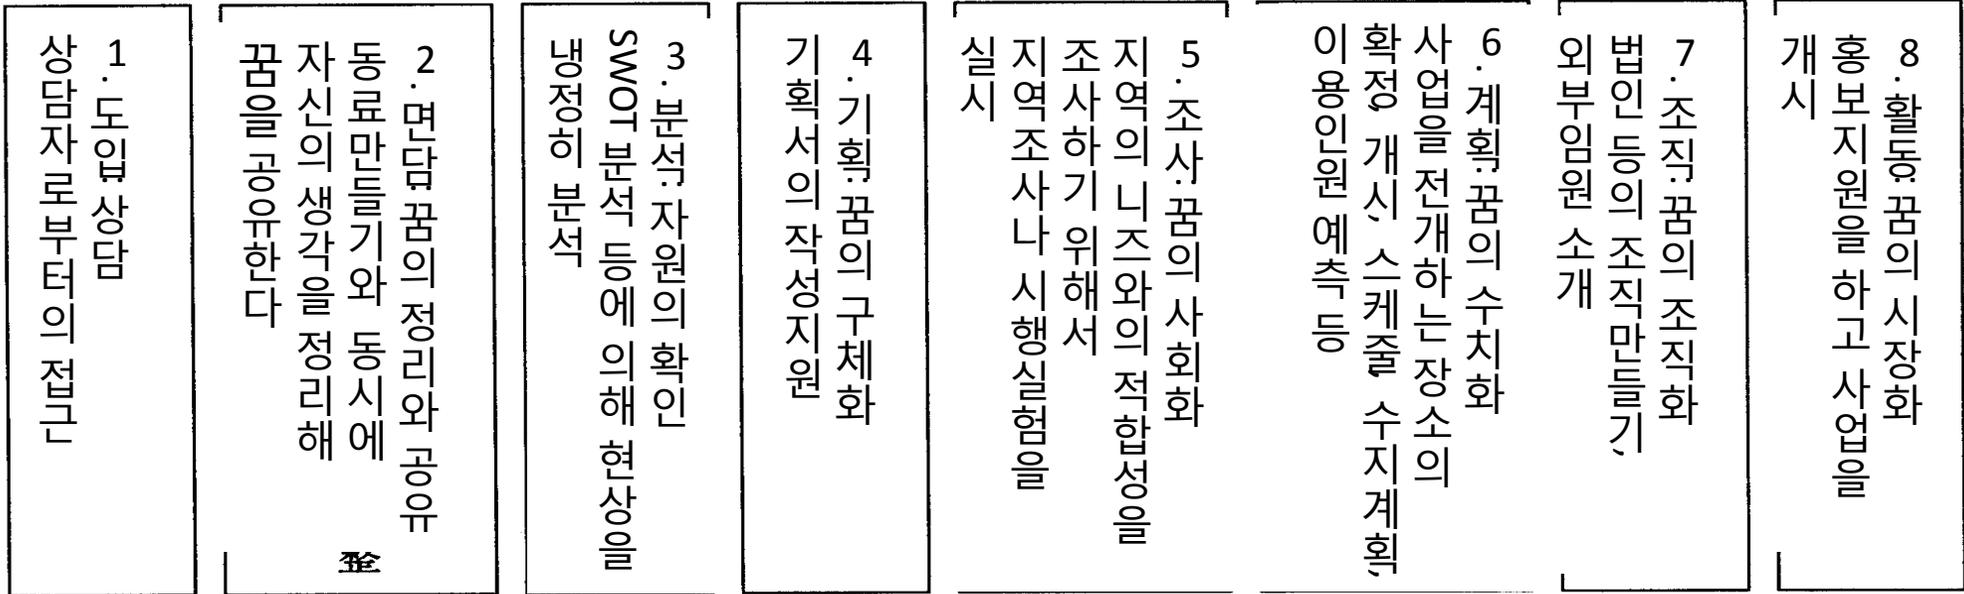 1. 도입: 상담
상담자로부터의 접근
2. 면담: 꿈의 정리와 공유
동료만들기와 동시에
자신의 생각을 정리해
꿈을 공유한다
3. 분석: 자원의 확인
SWOT 분석 등에 의해 현상을
냉정히 분석
4. 기획: 꿈의 구체화
기획서의 작성지원
5. 조사: 꿈의 사회화
지역의 니즈와의 적합성을
조사하기 위해서
지역조사나 시행실험을
실시
6. 계획: 꿈의 수치화
사업을 전개하는 장소의
확정, 개시, 스케줄, 수지계획,
이용인원 예측 등
7. 조직: 꿈의 조직화
법인 등의 조직만들기,
외부임원 소개
8. 활동: 꿈의 시장화
홍보지원을 하고 사업을
개시